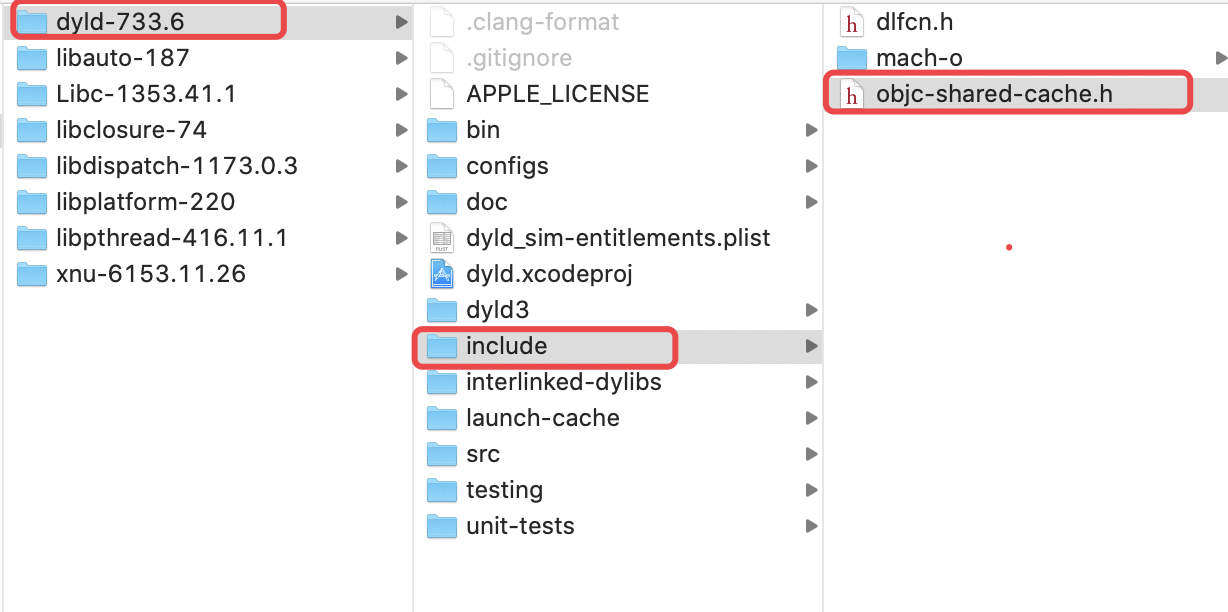 dyld-733.6
libauto-187
Libc-1353.41.1
libclosure-74
libdispatch-1173.0.3
libplatform-220
libpthread-416.11.1
xnu-6153.11.26
.clang-format
.gitignore
APPLE_LICENSE
bin
configs
doc
dyld_sim-entitlements.plist
dyld.xcodeproj
dyld3
include
interlinked-dylibs
launch-cache
src
testing
unit-tests
dlfcn.h
mach-o
objc-shared-cache.h